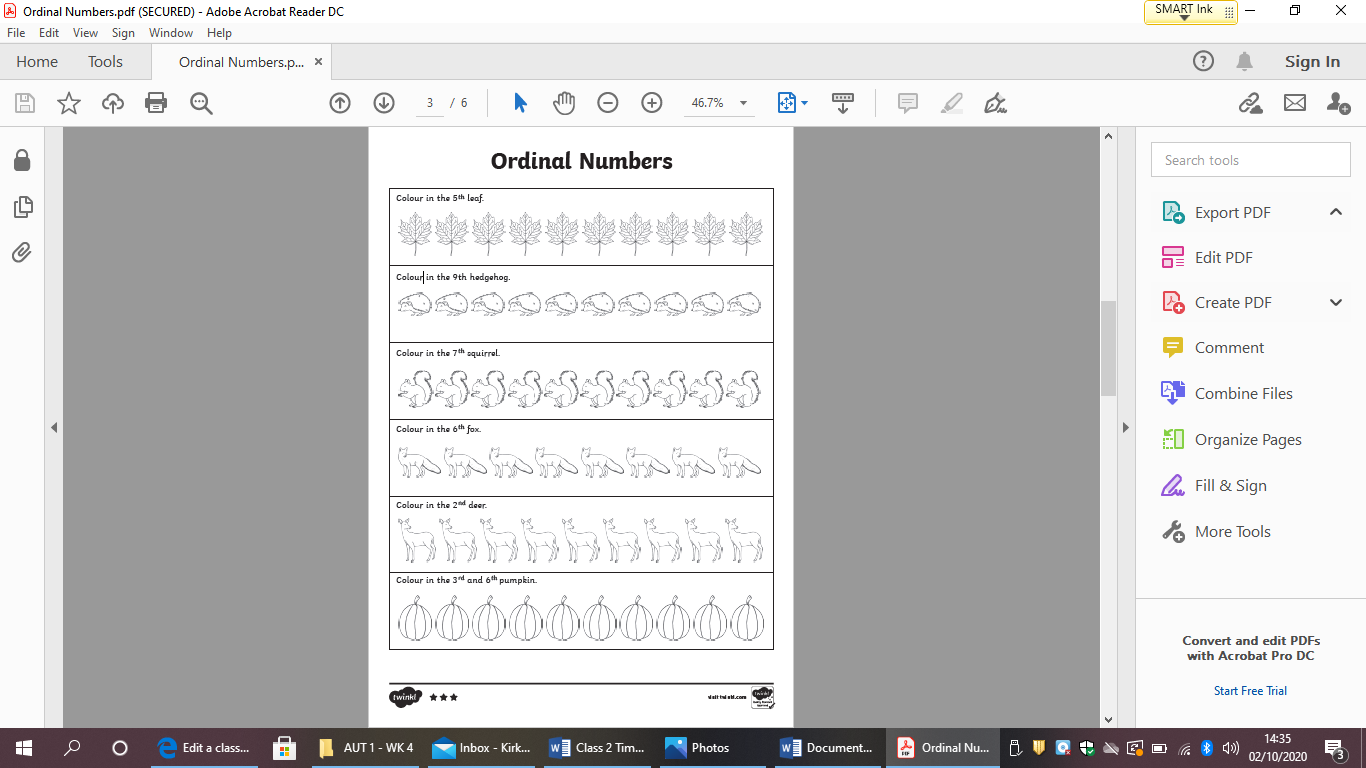 Ordinal Numbers.pdf (SECURED) - Adobe Acrobat Reader DC
SMART Ink
File Edit View Sign Window Help
Home Tools Ordinal Numbers.p... ×
Sign In
3 / 6
46.7%
Ordinal Numbers
Colour in the 5th leaf.
Colour in the 9th hedgehog.
Colour in the 7th squirrel.
Colour in the 6th fox.
Colour in the 2nd deer.
Colour in the 3rd and 6th pumpkin.
twinkl
visit twinkl.com
twinkl
Search tools
Export PDF
Edit PDF
Create PDF
Comment
Combine Files
Organize Pages
Fill & Sign
More Tools
Convert and edit PDFs
with Acrobat Pro DC
Start Free Trial
Edit a class...
AUT 1 - WK 4
Inbox - Kirk...
Class 2 Tim...
Photos
Document...
Ordinal Nu...
14:35
02/10/2020
3